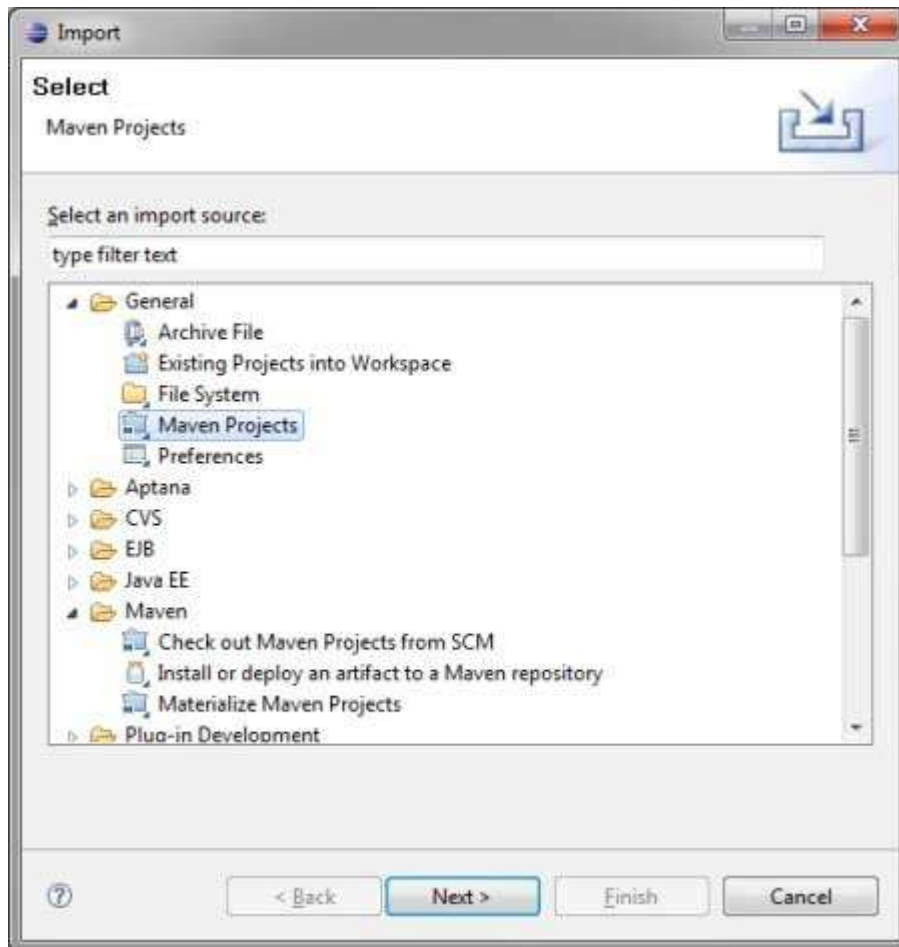 Import
Select
Maven Projects
Select an import source:
type filter text
General
Archive File
Existing Projects into Workspace
File System
Maven Projects
Preferences
Aptana
CVS
EJB
Java EE
Maven
Check out Maven Projects from SCM
Install or deploy an artifact to a Maven repository
Materialize Maven Projects
Plug-in Development
< Back Next > Finish Cancel